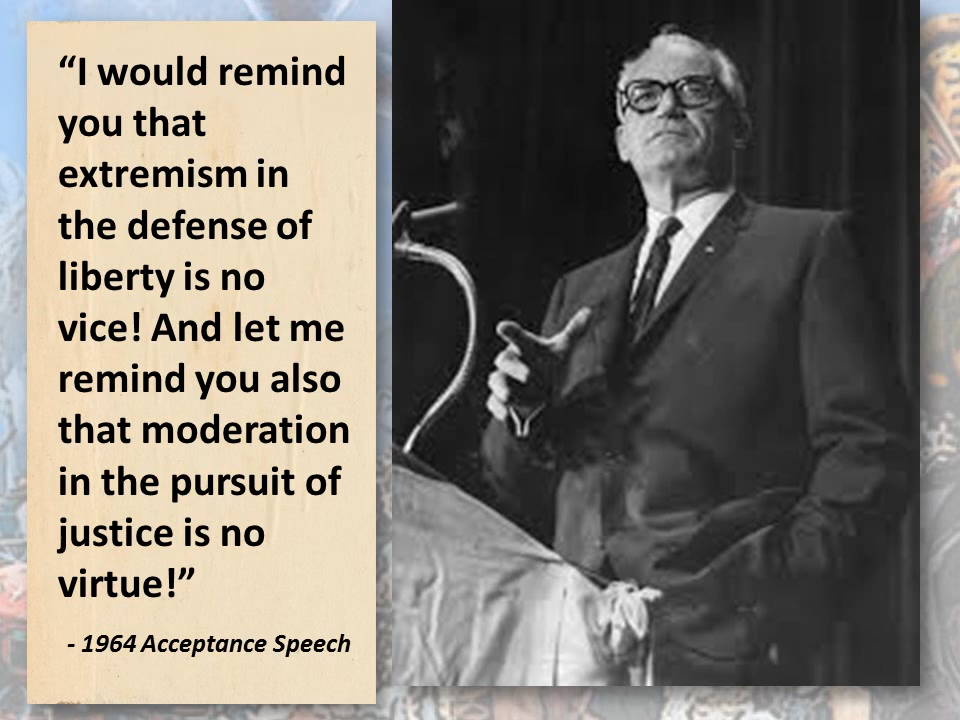 “I would remind
you that
extremism in
the defense of
liberty is no
vice! And let me
remind you also
that moderation
in the pursuit of
justice is no
virtue!”
- 1964 Acceptance Speech